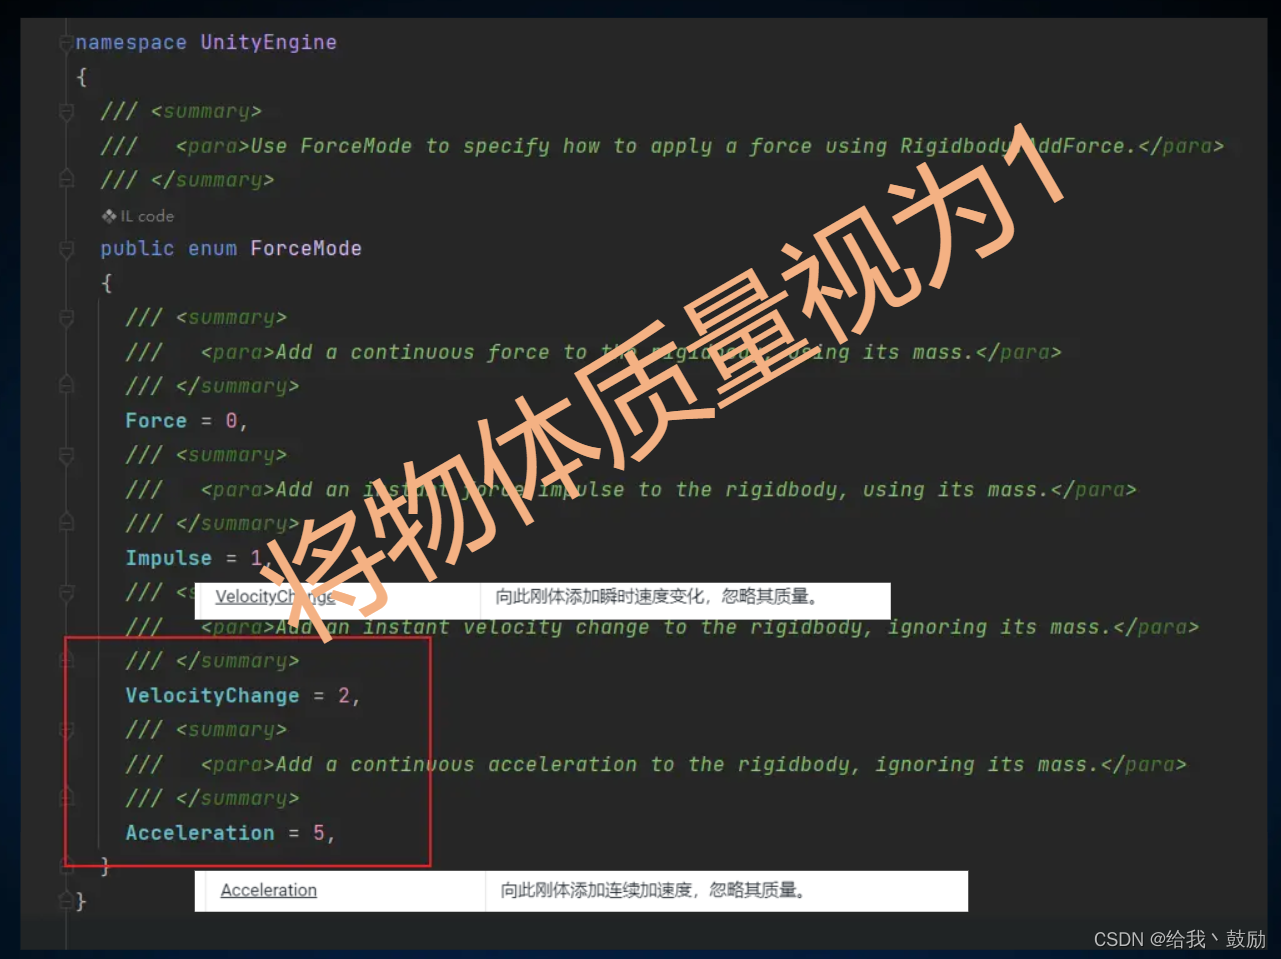 namespace UnityEngine
{
/// <summary>
/// <para>Use ForceMode to specify how to apply a force using Rigidbody.AddForce.</para>
/// </summary>
IL code
public enum ForceMode
{
/// <summary>
/// <para>Add a continuous force to the rigidbody, using its mass.</para>
/// </summary>
Force = 0,
/// <summary>
/// <para>Add an instant force impulse to the rigidbody, using its mass.</para>
/// </summary>
Impulse = 1,
/// <s
VelocityChange 向此刚体添加瞬时速度变化，忽略其质量。
/// <para>Add an instant velocity change to the rigidbody, ignoring its mass.</para>
/// </summary>
VelocityChange = 2,
/// <summary>
/// <para>Add a continuous acceleration to the rigidbody, ignoring its mass.</para>
/// </summary>
Acceleration = 5,
}
Acceleration 向此刚体添加连续加速度，忽略其质量。
}
将物体质量视为1
CSDN @给我丶鼓励